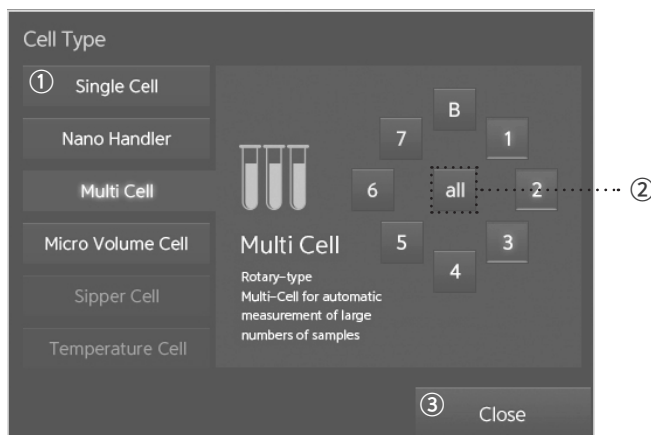 Cell Type
① Single Cell
Nano Handler
Multi Cell
Micro Volume Cell
Sipper Cell
Temperature Cell
B
7
1
6
all
2
②
5
3
4
Multi Cell
Rotary-type
Multi-Cell for automatic
measurement of large
numbers of samples
③ Close